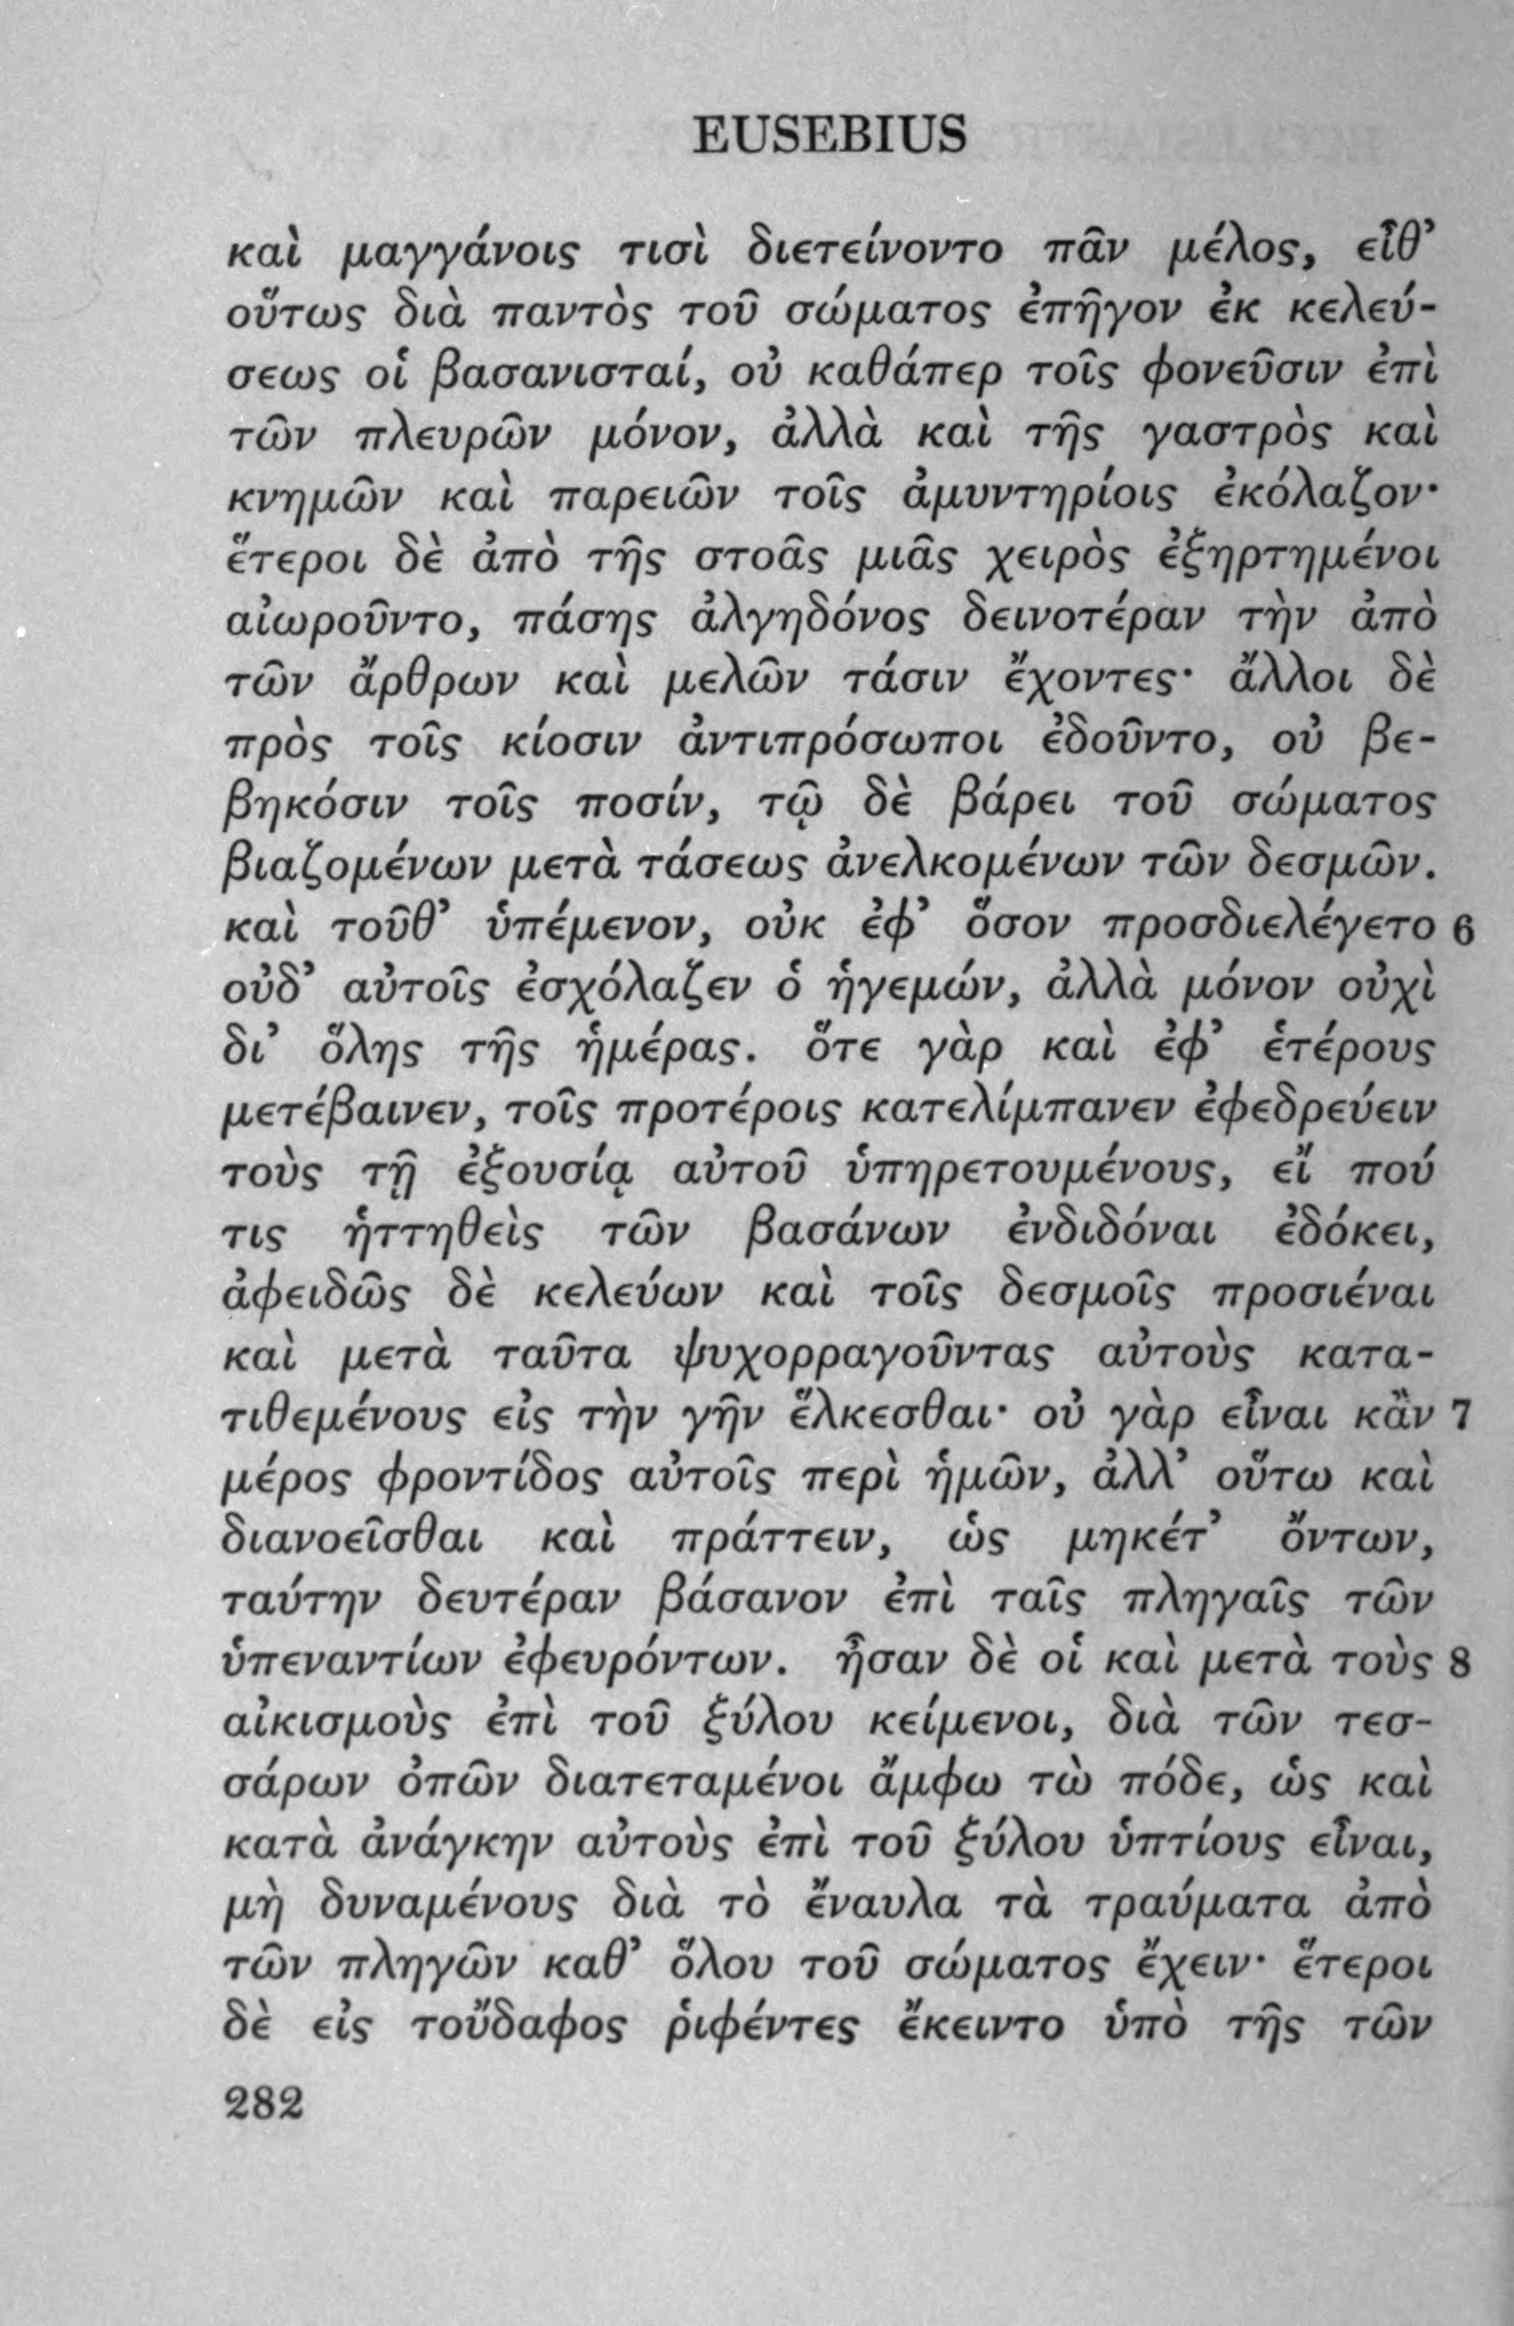 EUSEBIUS
καὶ μαγγάνοις τισὶ διετείνοντο πᾶν μέλος, εἶθ’
οὕτως διὰ παντὸς τοῦ σώματος ἐπῆγον ἐκ κελεύ-
σεως οἱ βασανισταί, οὐ καθάπερ τοῖς φονεῦσιν ἐπὶ
τῶν πλευρῶν μόνον, ἀλλὰ καὶ τῆς γαστρὸς καὶ
κνημῶν καὶ παρειῶν τοῖς ἀμυντηρίοις ἐκόλαζον·
ἕτεροι δὲ ἀπὸ τῆς στοᾶς μιᾶς χειρὸς ἐξηρτημένοι
αἰωροῦντο, πάσης ἀλγηδόνος δεινοτέραν τὴν ἀπὸ
τῶν ἄρθρων καὶ μελῶν τάσιν ἔχοντες· ἄλλοι δὲ
πρὸς τοῖς κίοσιν ἀντιπρόσωποι ἐδοῦντο, οὐ βε-
βηκόσιν τοῖς ποσίν, τῷ δὲ βάρει τοῦ σώματος
βιαζομένων μετὰ τάσεως ἀνελκομένων τῶν δεσμῶν.
καὶ τοῦθ’ ὑπέμενον, οὐκ ἐφ’ ὅσον προσδιελέγετο 6
οὐδ’ αὐτοῖς ἐσχόλαζεν ὁ ἡγεμών, ἀλλὰ μόνον οὐχὶ
δι’ ὅλης τῆς ἡμέρας. ὅτε γὰρ καὶ ἐφ’ ἑτέρους
μετέβαινεν, τοῖς προτέροις κατελίμπανεν ἐφεδρεύειν
τοὺς τῇ ἐξουσίᾳ αὐτοῦ ὑπηρετουμένους, εἴ πού
τις ἡττηθεὶς τῶν βασάνων ἐνδιδόναι ἐδόκει,
ἀφειδῶς δὲ κελεύων καὶ τοῖς δεσμοῖς προσιέναι
καὶ μετὰ ταῦτα ψυχορραγοῦντας αὐτοὺς κατα-
τιθεμένους εἰς τὴν γῆν ἕλκεσθαι· οὐ γὰρ εἶναι κἂν 7
μέρος φροντίδος αὐτοῖς περὶ ἡμῶν, ἀλλ’ οὕτω καὶ
διανοεῖσθαι καὶ πράττειν, ὡς μηκέτ’ ὄντων,
ταύτην δευτέραν βάσανον ἐπὶ ταῖς πληγαῖς τῶν
ὑπεναντίων ἐφευρόντων. ἦσαν δὲ οἱ καὶ μετὰ τοὺς 8
αἰκισμοὺς ἐπὶ τοῦ ξύλου κείμενοι, διὰ τῶν τεσ-
σάρων ὀπῶν διατεταμένοι ἄμφω τὼ πόδε, ὡς καὶ
κατὰ ἀνάγκην αὐτοὺς ἐπὶ τοῦ ξύλου ὑπτίους εἶναι,
μὴ δυναμένους διὰ τὸ ἔναυλα τὰ τραύματα ἀπὸ
τῶν πληγῶν καθ’ ὅλου τοῦ σώματος ἔχειν· ἕτεροι
δὲ εἰς τοὔδαφος ῥιφέντες ἔκειντο ὑπὸ τῆς τῶν
282